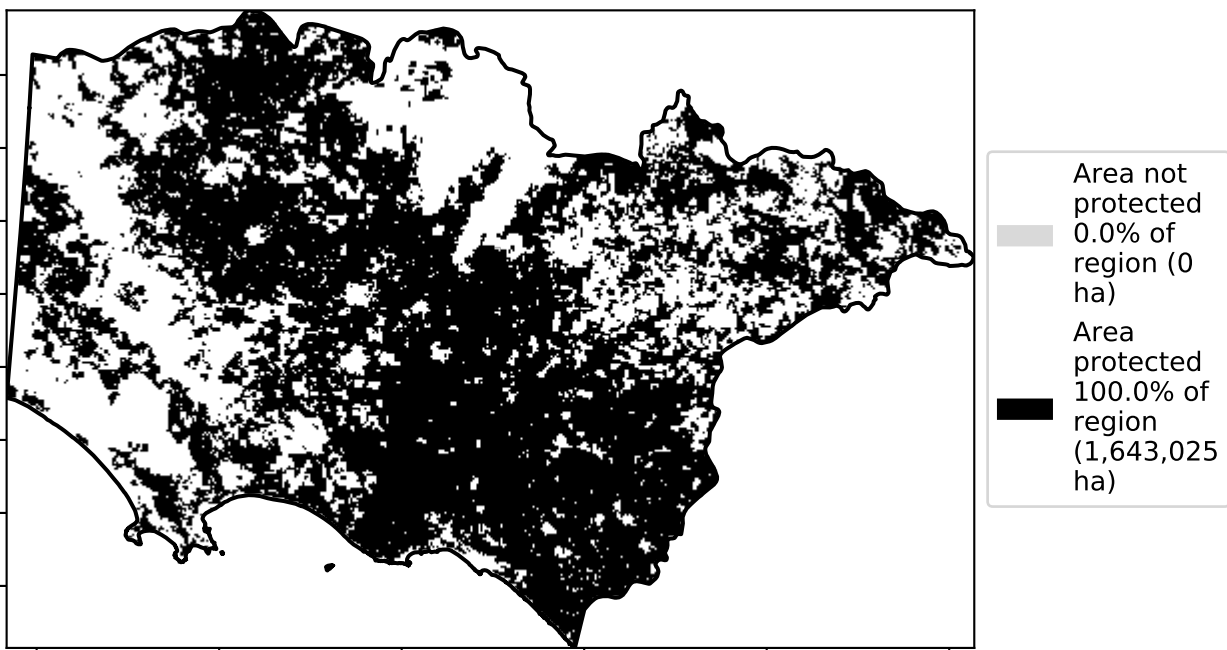 Area not
protected
0.0% of
region (0
ha)
Area
protected
100.0% of
region
(1,643,025
ha)